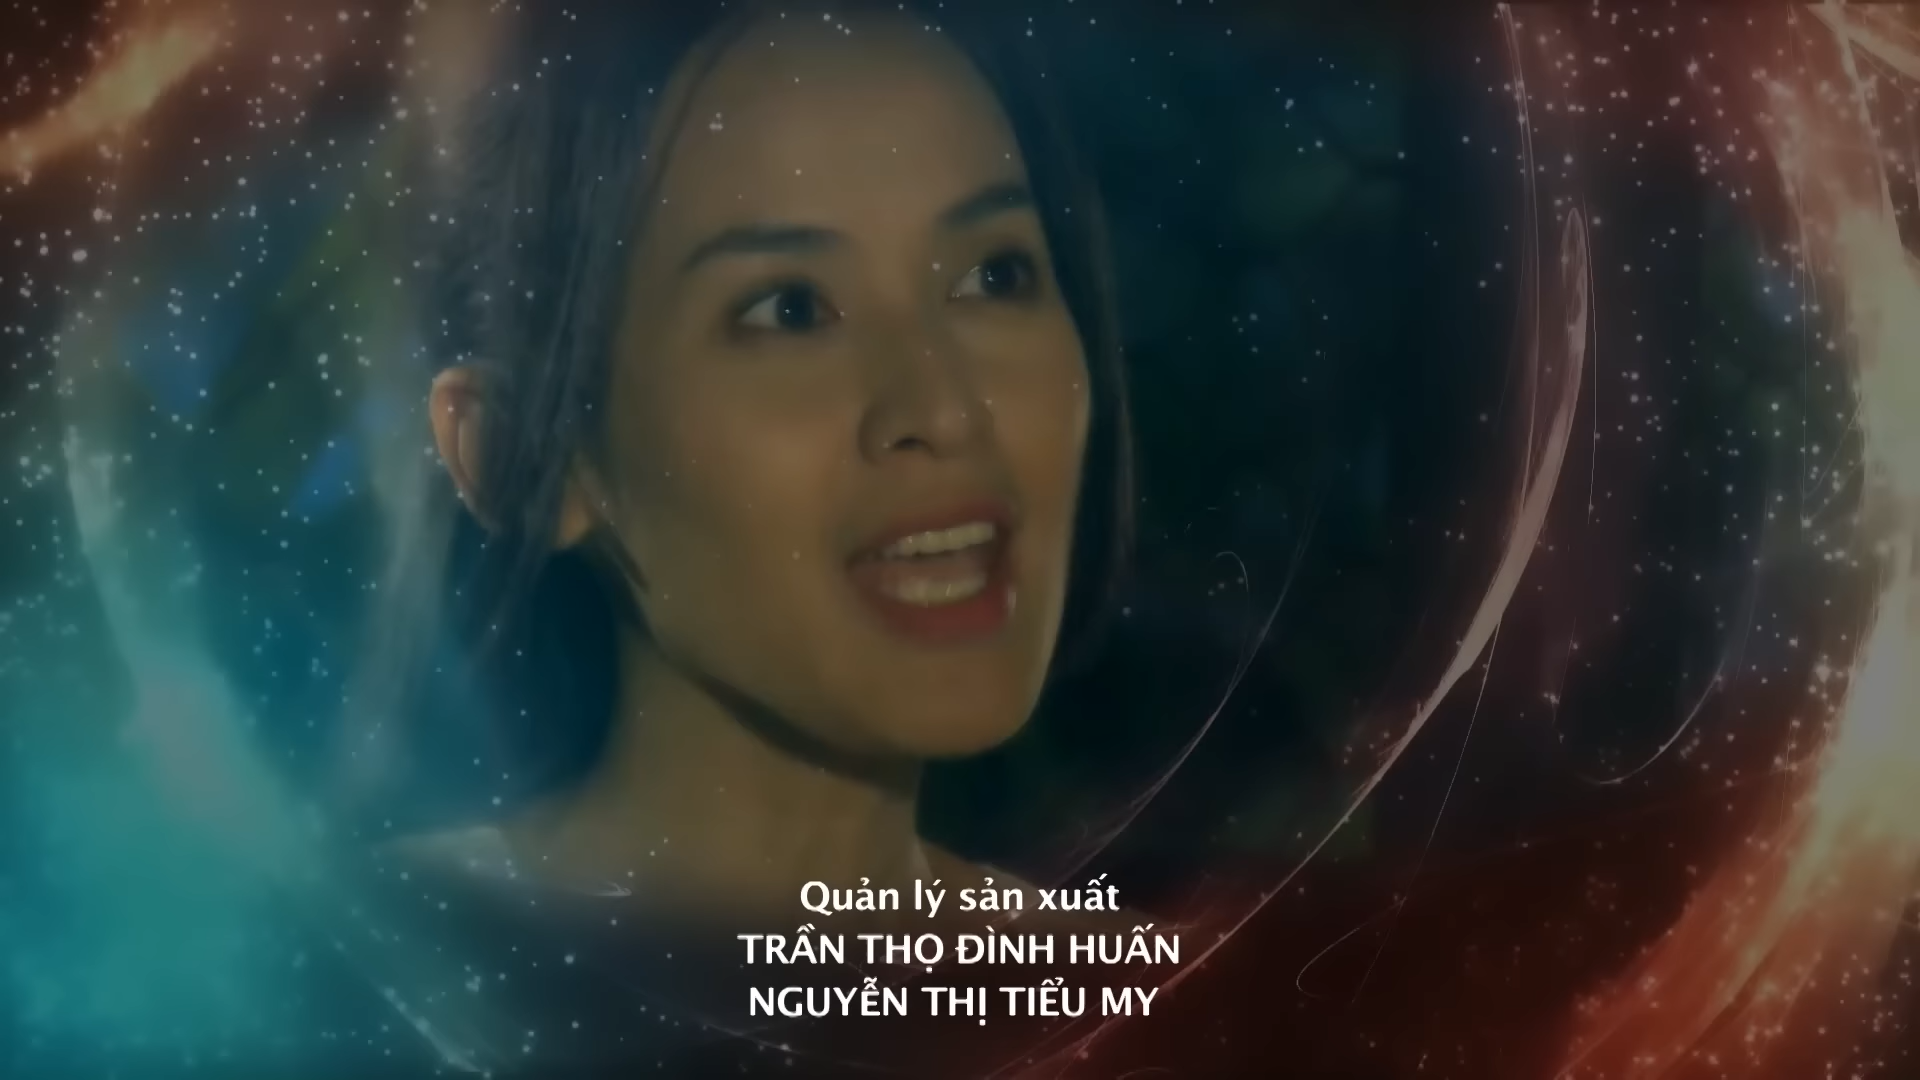 Quản lý sản xuất
TRẦN THỌ ĐÌNH HUẤN
NGUYỄN THỊ TIỂU MY